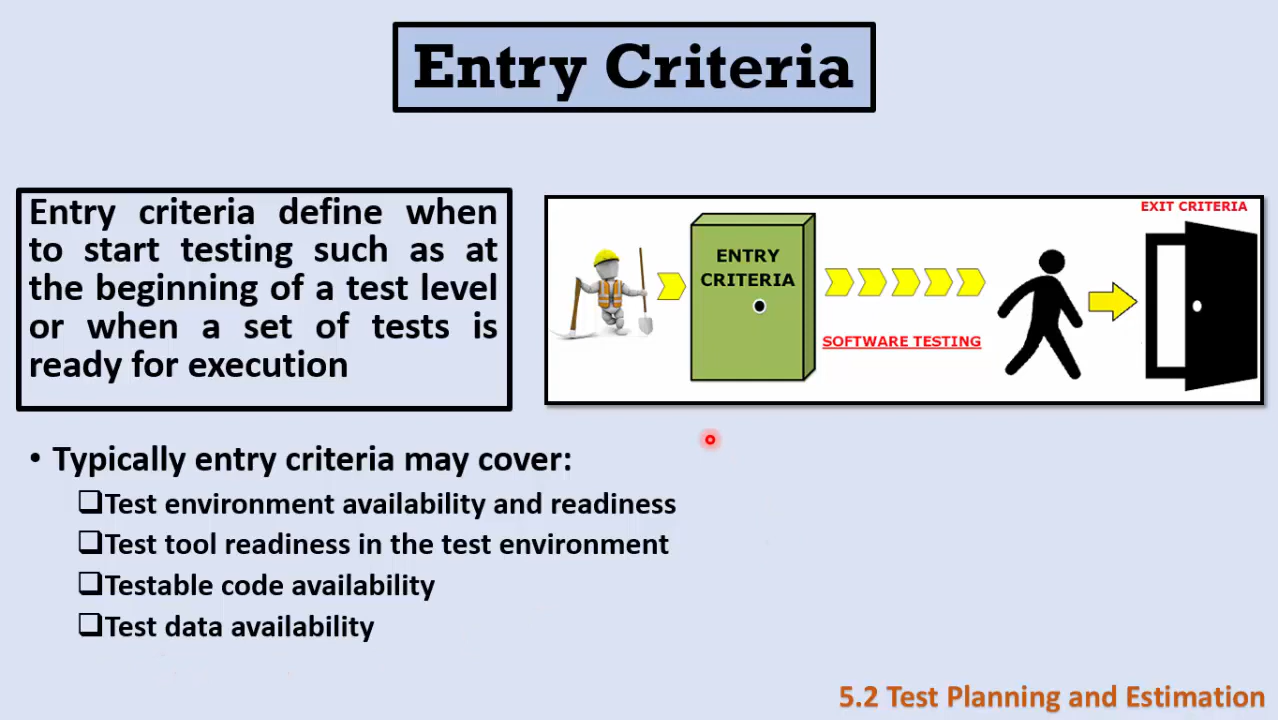 Entry Criteria
Entry criteria define when
to start testing such as at
the beginning of a test level
or when a set of tests is
ready for execution
EXIT CRITERIA
ENTRY
CRITERIA
SOFTWARE TESTING
• Typically entry criteria may cover:
❑Test environment availability and readiness
❑Test tool readiness in the test environment
❑Testable code availability
❑Test data availability
5.2 Test Planning and Estimation